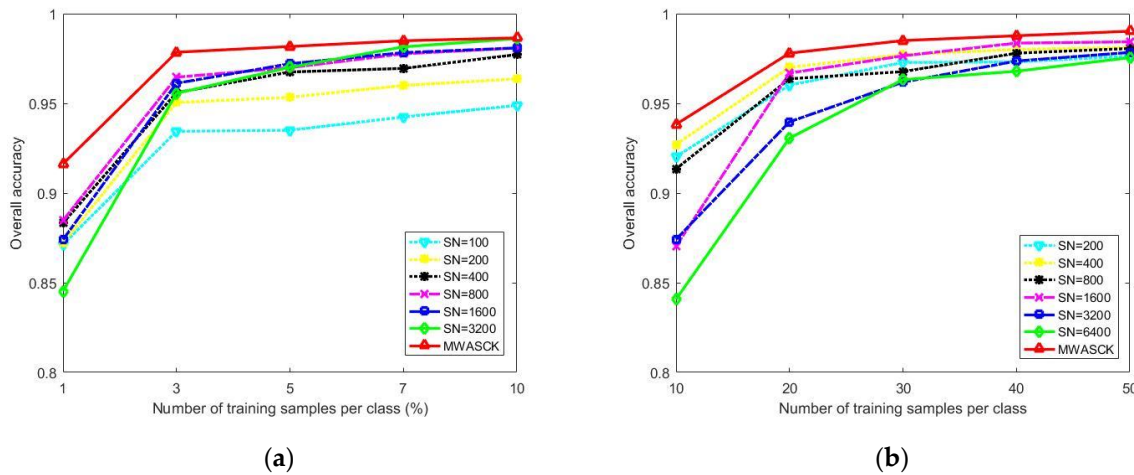 1
0.95
0.9
0.85
0.8
Overall accuracy
1 3 5 7 10
Number of training samples per class (%)
SN=100
SN=200
SN=400
SN=800
SN=1600
SN=3200
MWASCK
(a)
1
0.95
0.9
0.85
0.8
Overall accuracy
10 20 30 40 50
Number of training samples per class
SN=200
SN=400
SN=800
SN=1600
SN=3200
SN=6400
MWASCK
(b)